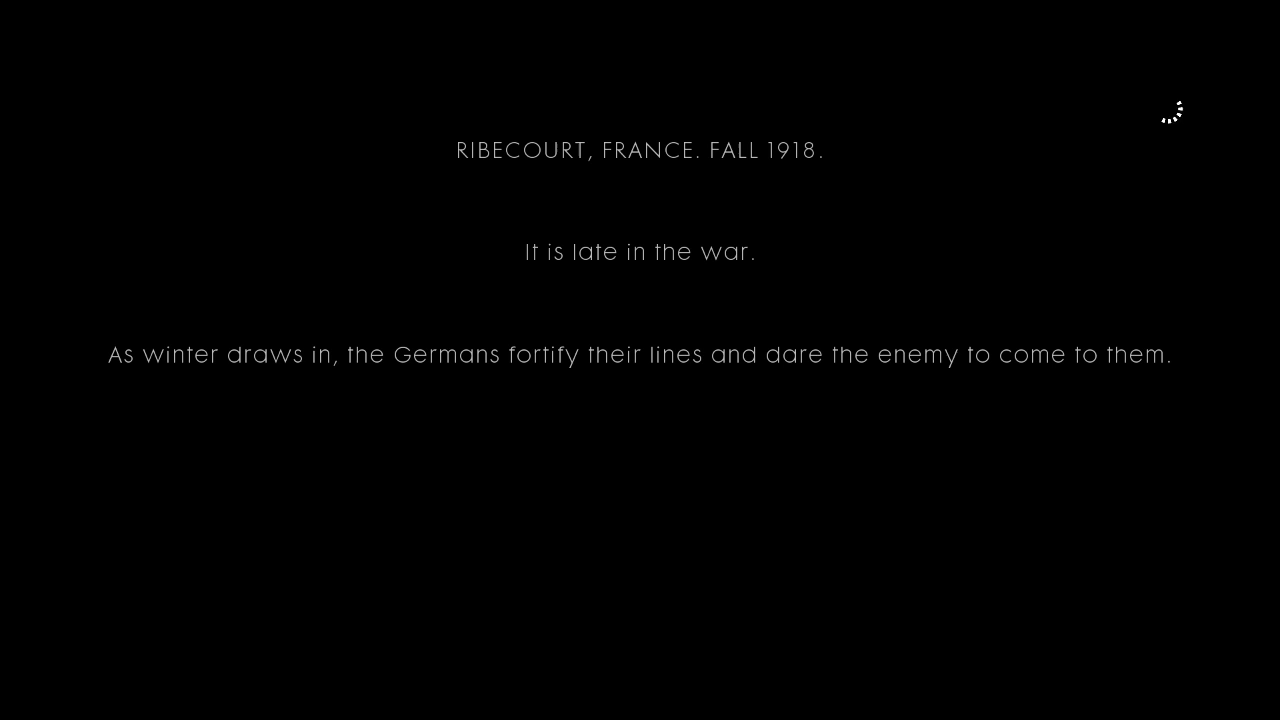 RIBECOURT, FRANCE. FALL 1918.
It is late in the war.
As winter draws in, the Germans fortify their lines and dare the enemy to come to them.